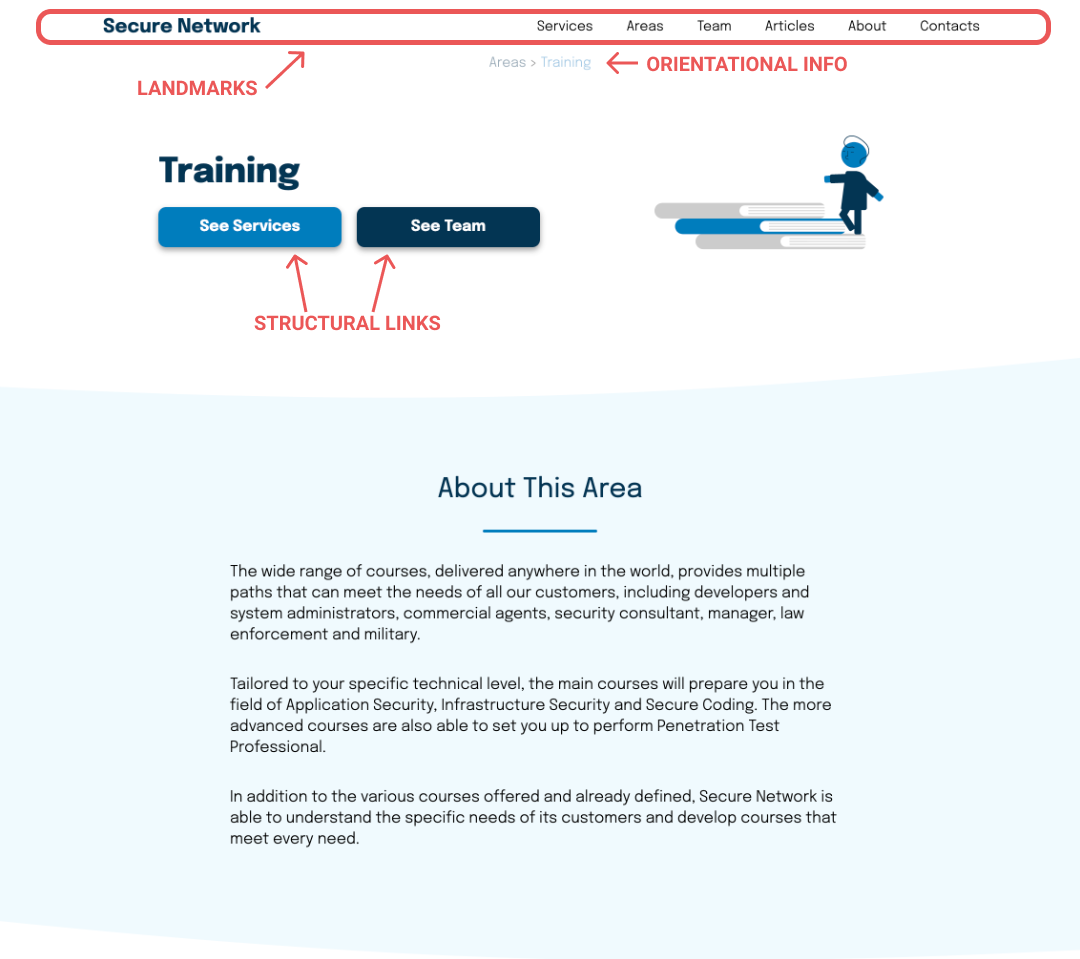 Secure Network Services Areas Team Articles About Contacts
Areas > Training ORIENTATIONAL INFO
LANDMARKS
Training
See Services See Team
STRUCTURAL LINKS
About This Area
The wide range of courses, delivered anywhere in the world, provides multiple
paths that can meet the needs of all our customers, including developers and
system administrators, commercial agents, security consultant, manager, law
enforcement and military.
Tailored to your specific technical level, the main courses will prepare you in the
field of Application Security, Infrastructure Security and Secure Coding. The more
advanced courses are also able to set you up to perform Penetration Test
Professional.
In addition to the various courses offered and already defined, Secure Network is
able to understand the specific needs of its customers and develop courses that
meet every need.